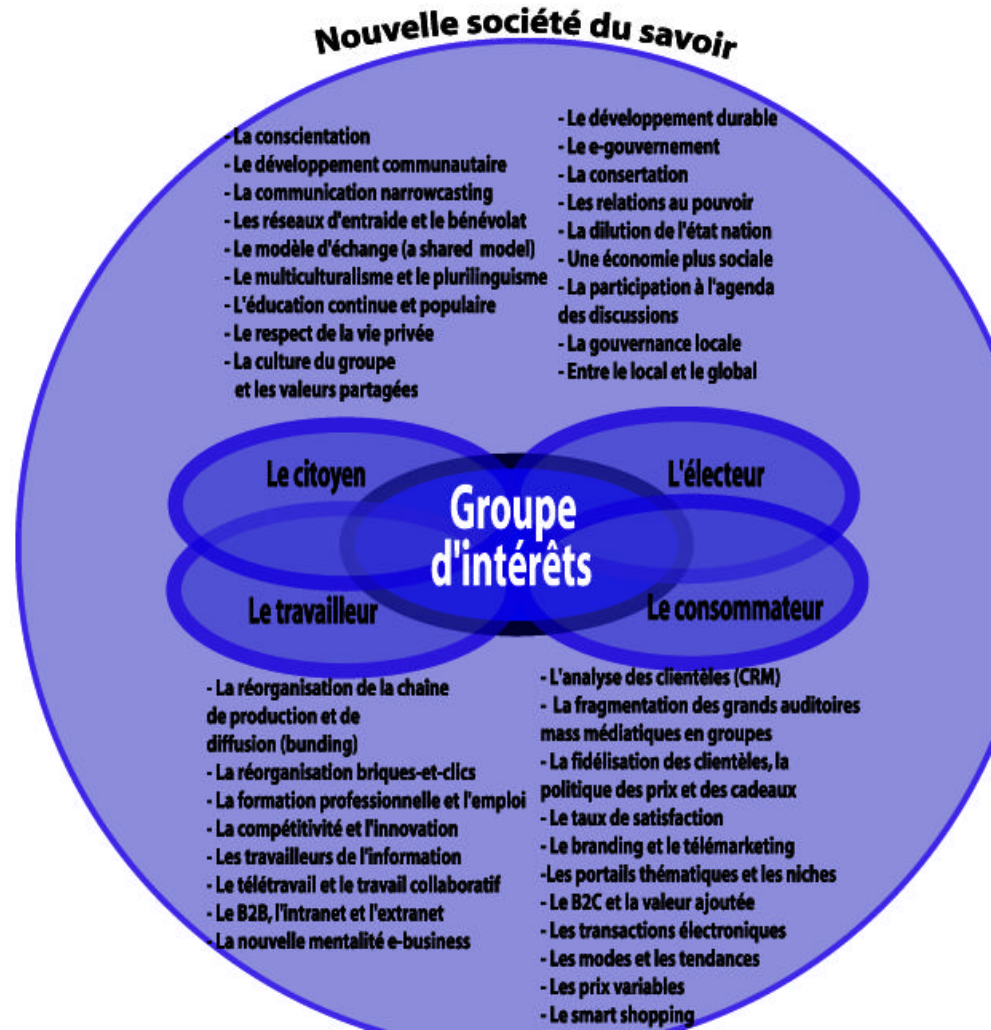 Nouvelle société du savoir
- La conscientation
- Le développement communautaire
- La communication narrowcasting
- Les réseaux d'entraide et le bénévolat
- Le modèle d'échange (a shared model)
- Le multiculturalisme et le plurilinguisme
- L'éducation continue et populaire
- Le respect de la vie privée
- La culture du groupe
et les valeurs partagées
- Le développement durable
- Le e-gouvernement
- La consertation
- Les relations au pouvoir
- La dilution de l'état nation
- Une économie plus sociale
- La participation à l'agenda
des discussions
- La gouvernance locale
- Entre le local et le global
Le citoyen
L'électeur
Groupe
d'intérêts
Le travailleur
Le consommateur
- La réorganisation de la chaîne
de production et de
diffusion (bunding)
- La réorganisation briques-et-clics
- La formation professionnelle et l'emploi
- La compétitivité et l'innovation
- Les travailleurs de l'information
- Le télétravail et le travail collaboratif
- Le B2B, l'intranet et l'extranet
- La nouvelle mentalité e-business
- L'analyse des clientèles (CRM)
- La fragmentation des grands auditoires
mass médiatiques en groupes
- La fidélisation des clientèles, la
politique des prix et des cadeaux
- Le taux de satisfaction
- Le branding et le télémarketing
-Les portails thématiques et les niches
- Le B2C et la valeur ajoutée
- Les transactions électroniques
- Les modes et les tendances
- Les prix variables
- Le smart shopping